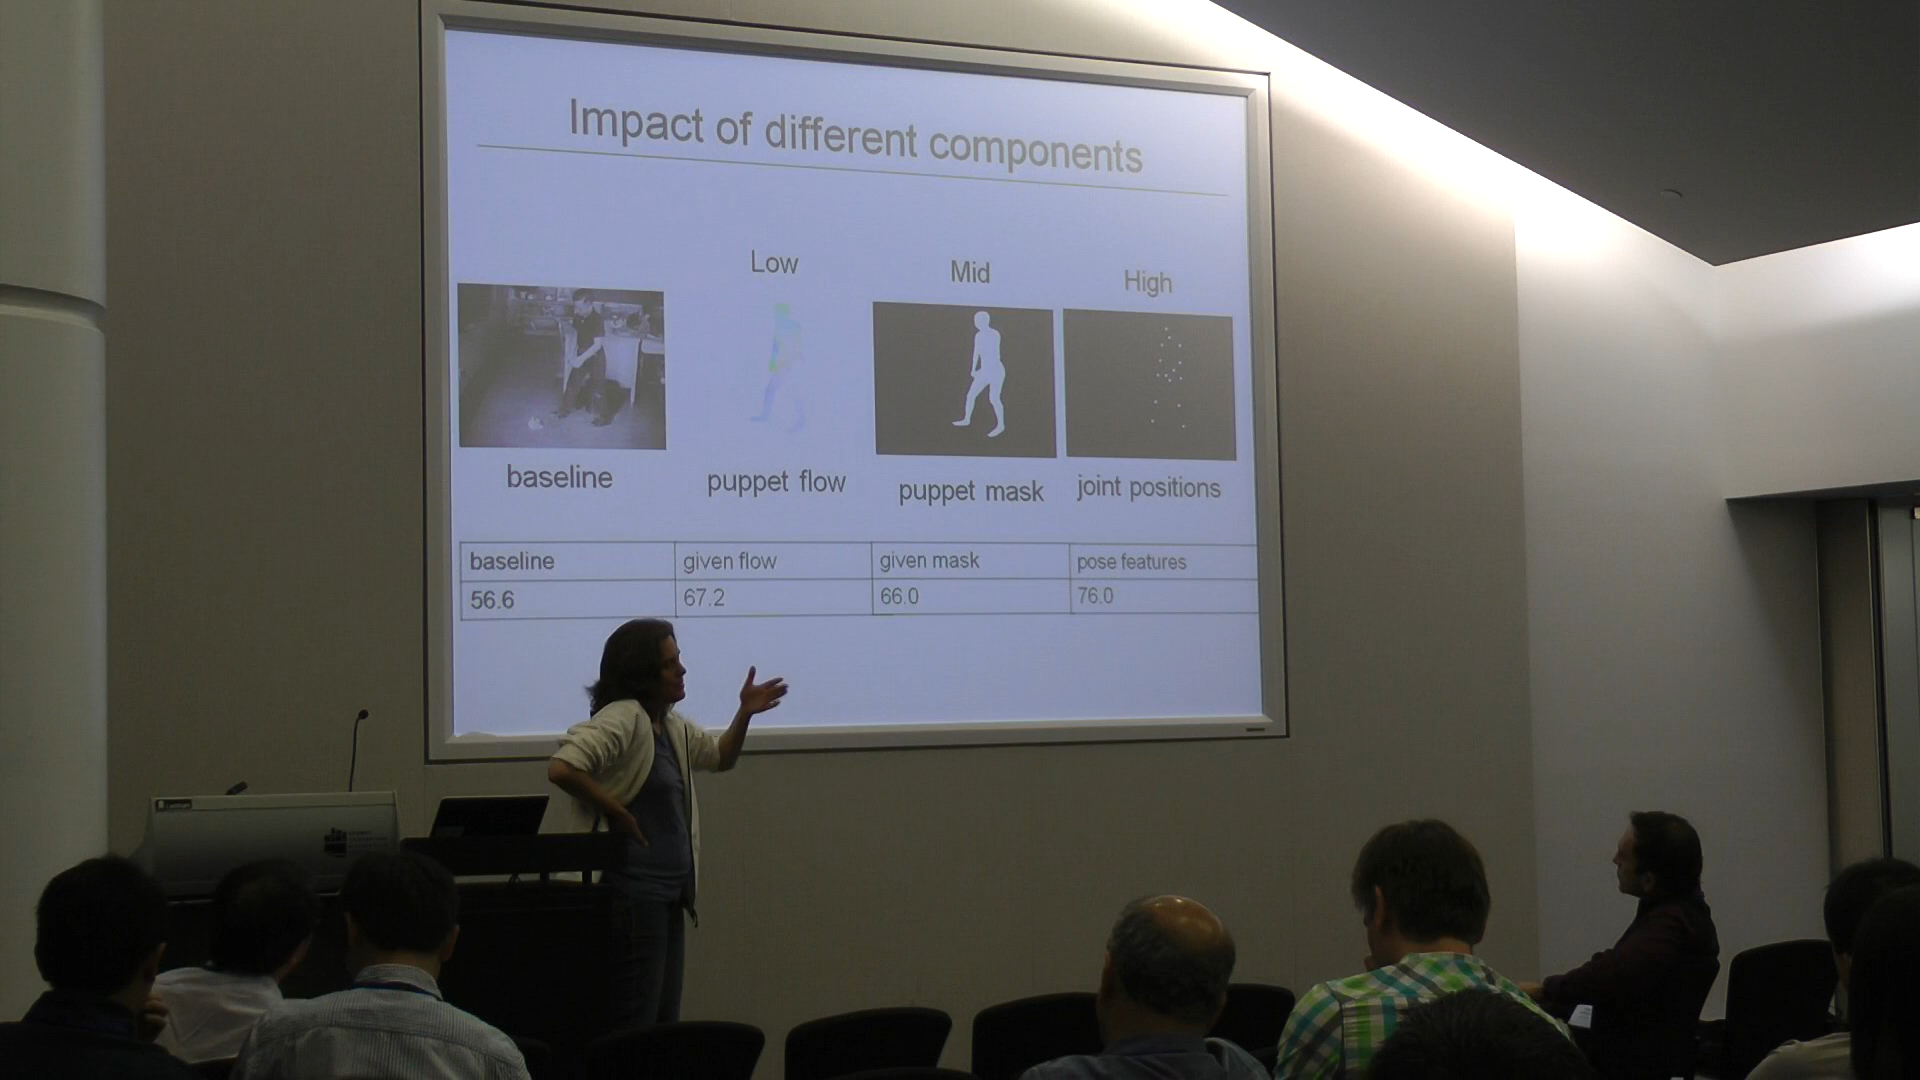 Impact of different components
Low
Mid
High
baseline
puppet flow
puppet mask
joint positions
baseline
given flow
given mask
pose features
56.6
67.2
66.0
76.0